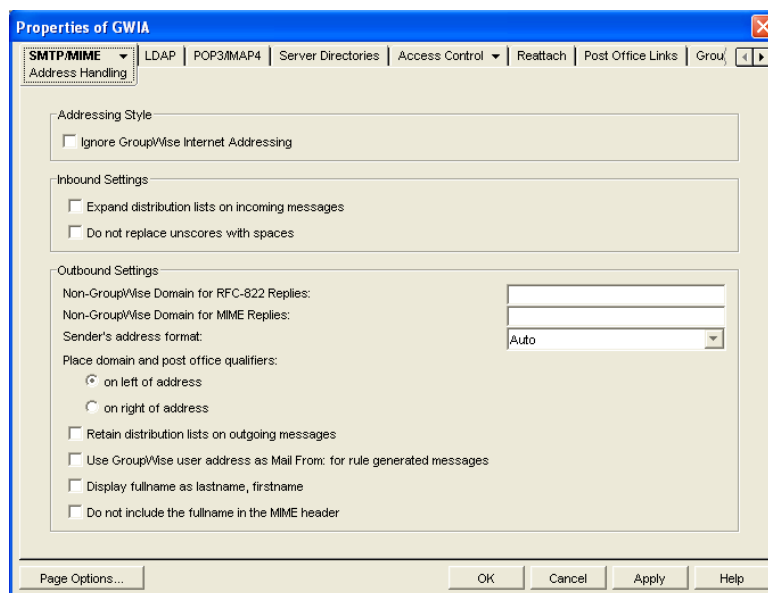 Properties of GWIA
SMTP/MIME LDAP POP3/IMAP4 Server Directories Access Control Reattach Post Office Links Grou
Address Handling
Addressing Style
Ignore GroupWise Internet Addressing
Inbound Settings
Expand distribution lists on incoming messages
Do not replace unscores with spaces
Outbound Settings
Non-GroupWise Domain for RFC-822 Replies:
Non-GroupWise Domain for MIME Replies:
Sender's address format: Auto
Place domain and post office qualifiers:
on left of address
on right of address
Retain distribution lists on outgoing messages
Use GroupWise user address as Mail From: for rule generated messages
Display fullname as lastname, firstname
Do not include the fullname in the MIME header
Page Options... OK Cancel Apply Help